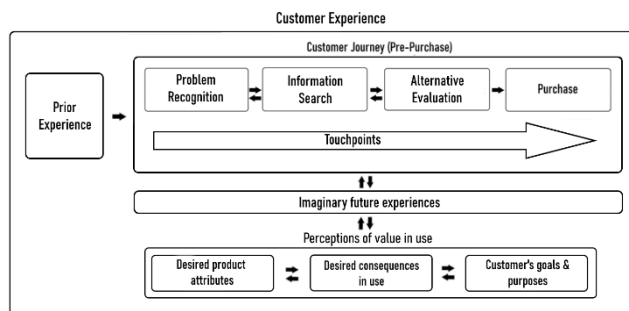 Customer Experience
Customer Journey (Pre-Purchase)
Prior
Experience
Problem
Recognition
Information
Search
Alternative
Evaluation
Purchase
Touchpoints
Imaginary future experiences
Perceptions of value in use
Desired product
attributes
Desired consequences
in use
Customer's goals &
purposes